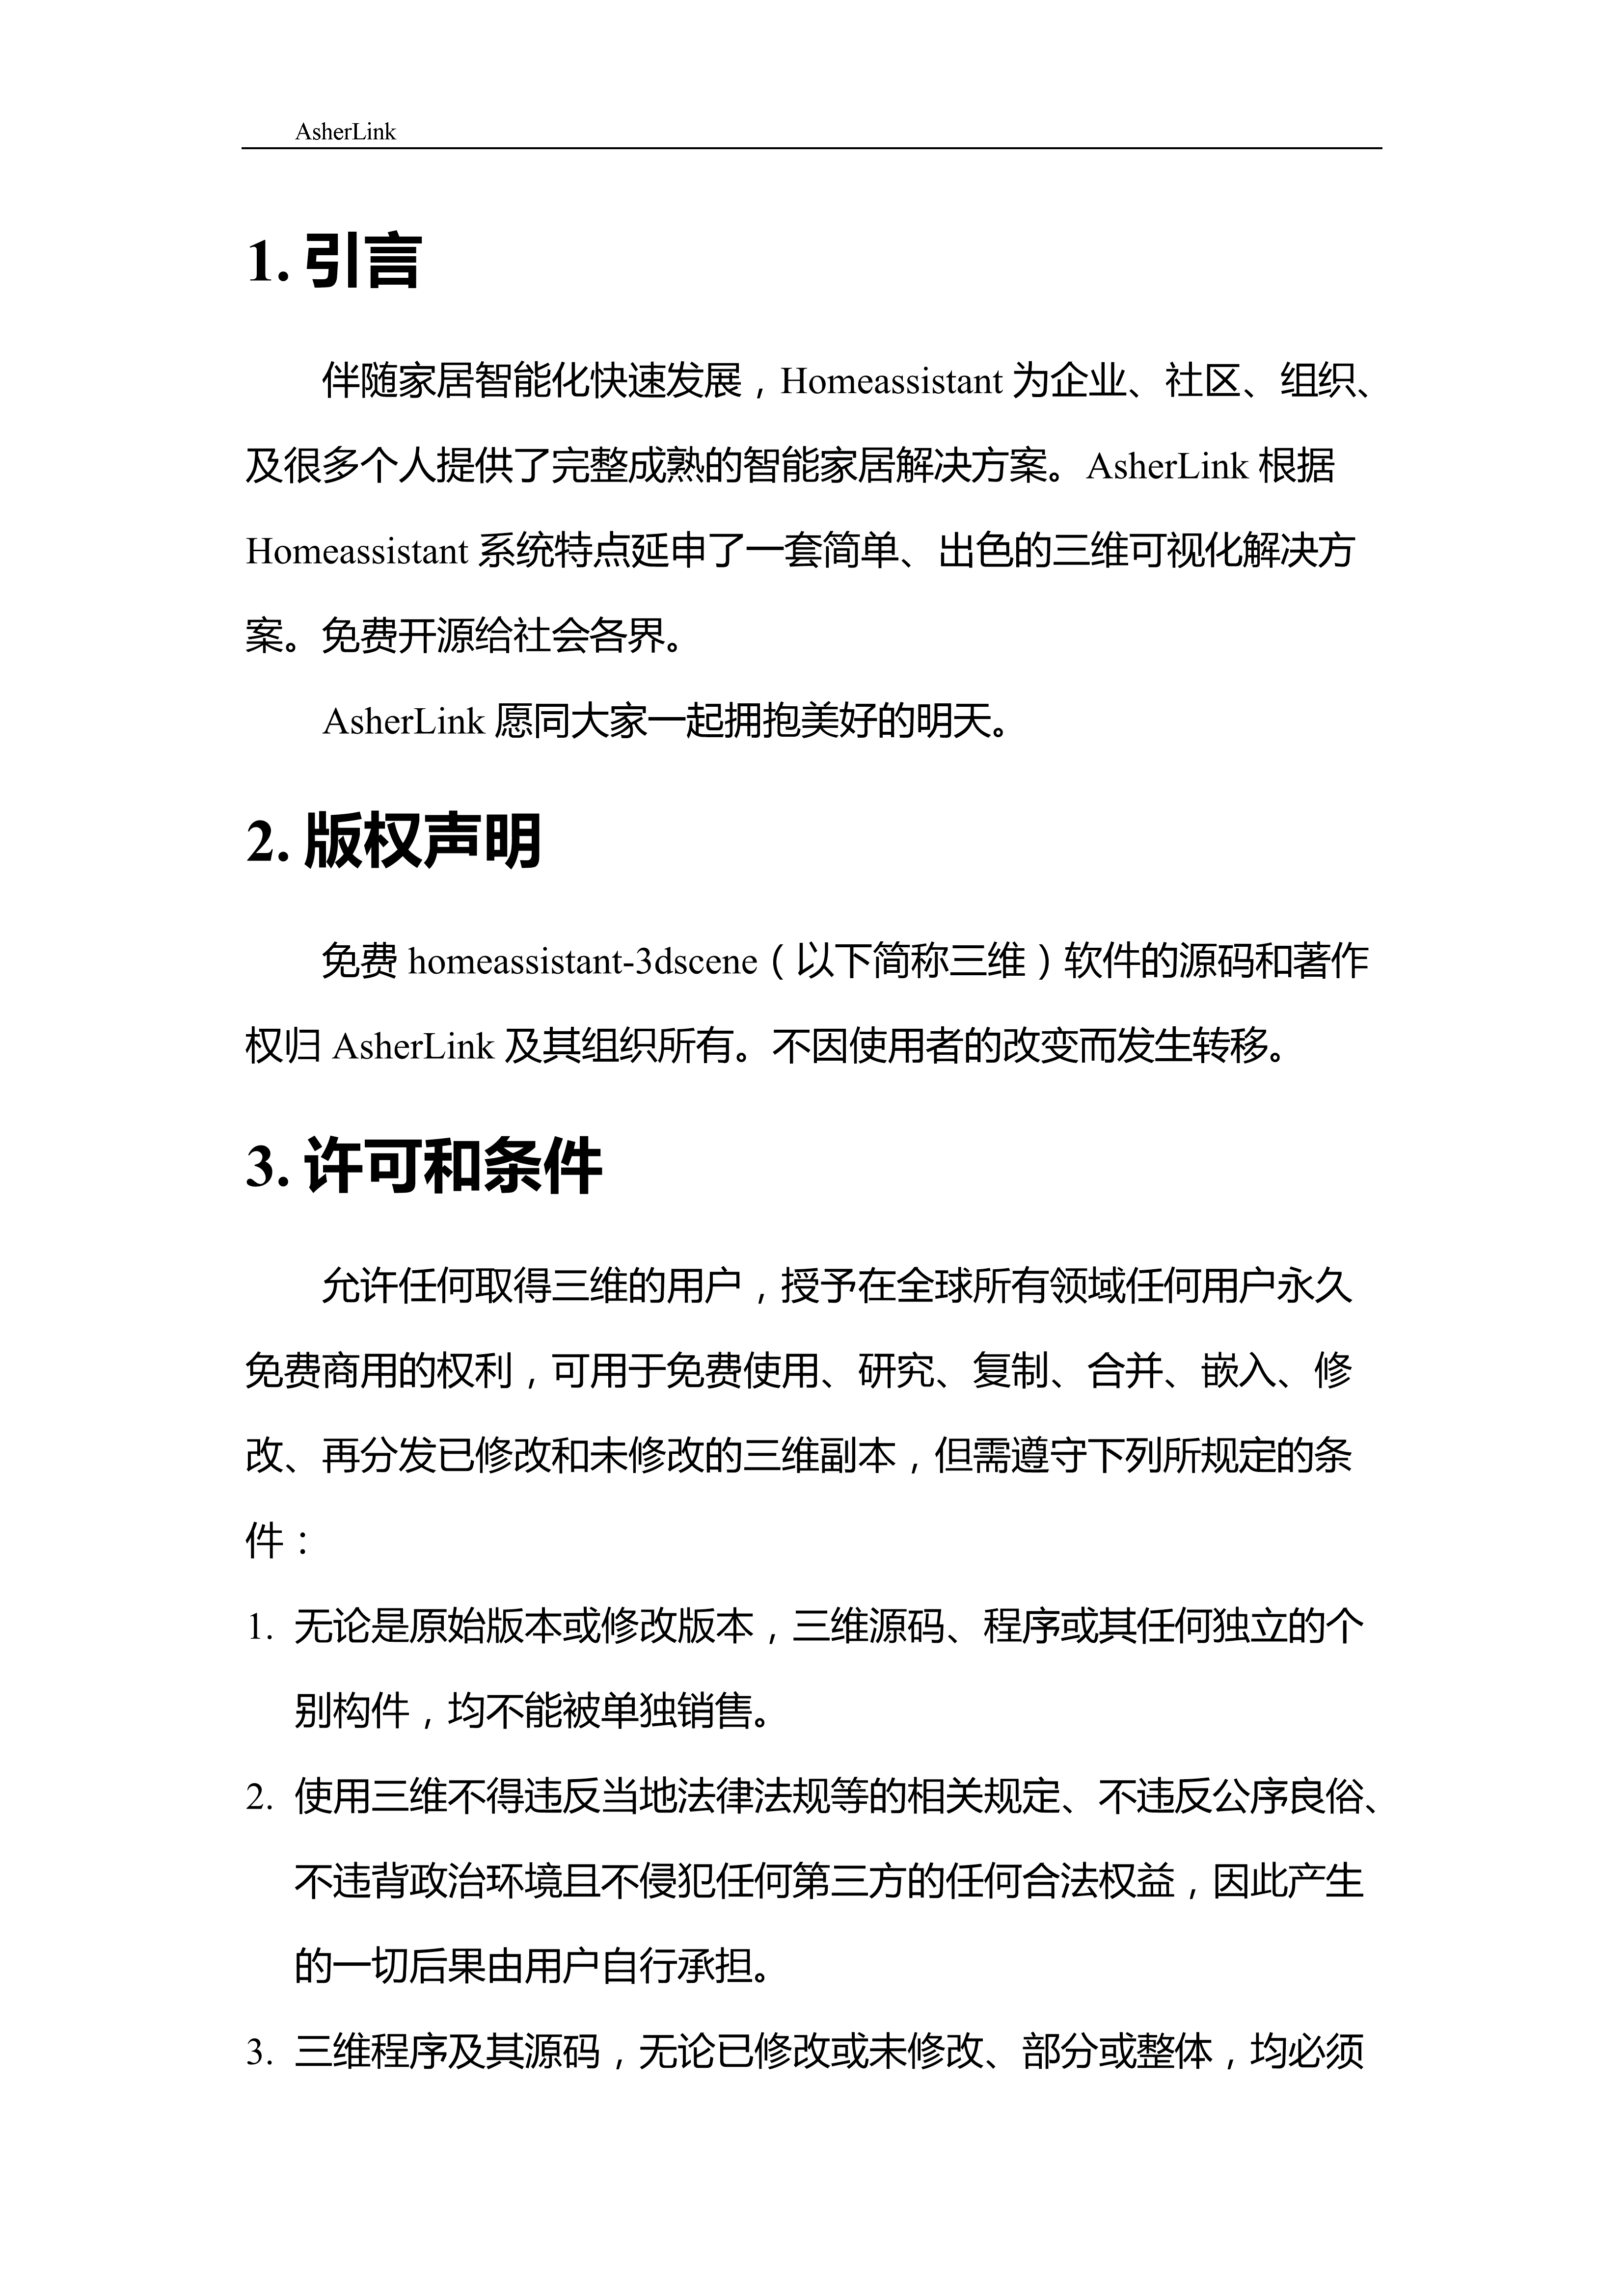 AsherLink
1. 引言
伴随家居智能化快速发展，Homeassistant 为企业、社区、组织、
及很多个人提供了完整成熟的智能家居解决方案。AsherLink 根据
Homeassistant 系统特点延申了一套简单、出色的三维可视化解决方
案。免费开源给社会各界。
AsherLink 愿同大家一起拥抱美好的明天。
2. 版权声明
免费 homeassistant-3dscene（以下简称三维）软件的源码和著作
权归 AsherLink 及其组织所有。不因使用者的改变而发生转移。
3. 许可和条件
允许任何取得三维的用户，授予在全球所有领域任何用户永久
免费商用的权利，可用于免费使用、研究、复制、合并、嵌入、修
改、再分发已修改和未修改的三维副本，但需遵守下列所规定的条
件：
1. 无论是原始版本或修改版本，三维源码、程序或其任何独立的个
别构件，均不能被单独销售。
2. 使用三维不得违反当地法律法规等的相关规定、不违反公序良俗、
不违背政治环境且不侵犯任何第三方的任何合法权益，因此产生
的一切后果由用户自行承担。
3. 三维程序及其源码，无论已修改或未修改、部分或整体，均必须